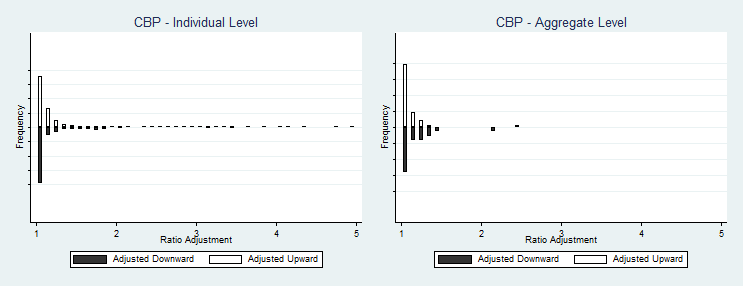 CBP - Individual Level
Frequency
1 2 3 4 5
Ratio Adjustment
Adjusted Downward Adjusted Upward
CBP - Aggregate Level
Frequency
1 2 3 4 5
Ratio Adjustment
Adjusted Downward Adjusted Upward